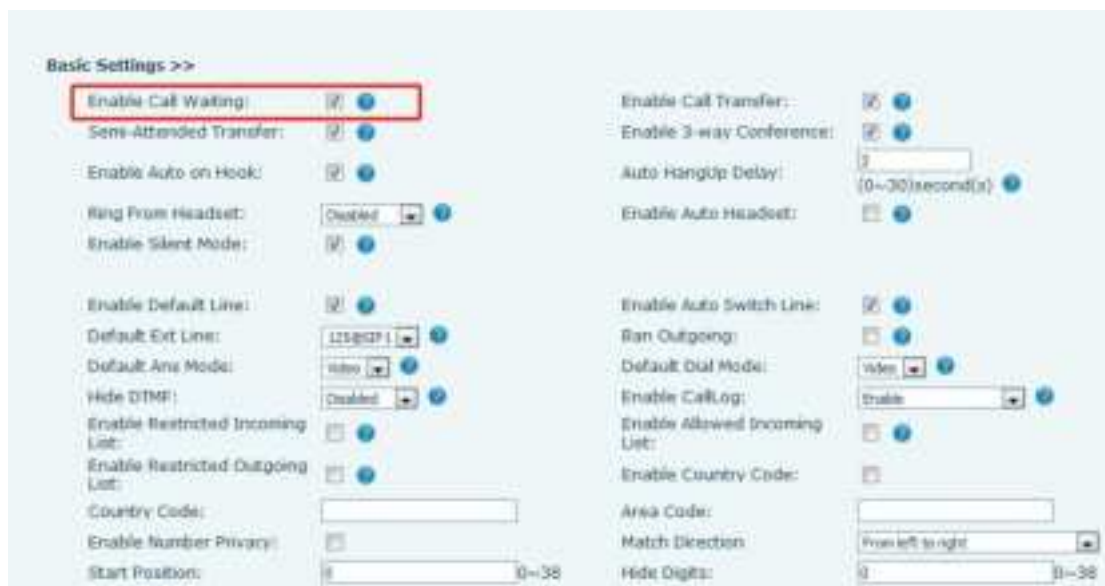 Basic Settings >>
Enable Call Waiting: Enable Call Transfer:
Semi-Attended Transfer: Enable 3-way Conference:
Enable Auto on Hook: Auto HangUp Delay: 3
(0~30)second(s)
Ring From Headset: Disabled Enable Auto Headset:
Enable Silent Mode:
Enable Default Line: Enable Auto Switch Line:
Default Ext Line: Ban Outgoing:
Default Ans Mode: Video Default Dial Mode: Video
Hide DTMF: Disabled Enable CallLog: Enable
Enable Restricted Incoming List: Enable Allowed Incoming List:
Enable Restricted Outgoing List: Enable Country Code:
Country Code: Area Code:
Enable Number Privacy: Match Direction From left to right
Start Position: 0 0~38 Hide Digits: 0 0~38